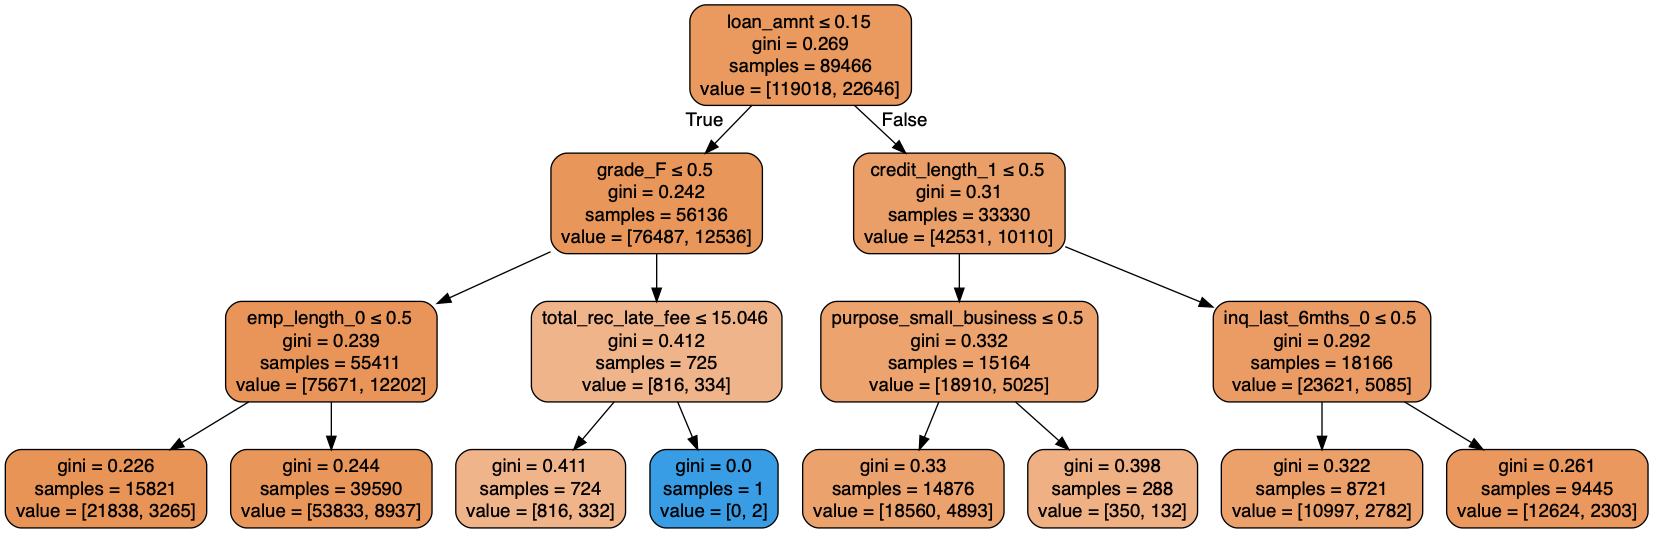 loan_amnt ≤ 0.15
gini = 0.269
samples = 89466
value = [119018, 22646]
True
False
grade_F ≤ 0.5
gini = 0.242
samples = 56136
value = [76487, 12536]
credit_length_1 ≤ 0.5
gini = 0.31
samples = 33330
value = [42531, 10110]
emp_length_0 ≤ 0.5
gini = 0.239
samples = 55411
value = [75671, 12202]
total_rec_late_fee ≤ 15.046
gini = 0.412
samples = 725
value = [816, 334]
purpose_small_business ≤ 0.5
gini = 0.332
samples = 15164
value = [18910, 5025]
inq_last_6mths_0 ≤ 0.5
gini = 0.292
samples = 18166
value = [23621, 5085]
gini = 0.226
samples = 15821
value = [21838, 3265]
gini = 0.244
samples = 39590
value = [53833, 8937]
gini = 0.411
samples = 724
value = [816, 332]
gini = 0.0
samples = 1
value = [0, 2]
gini = 0.33
samples = 14876
value = [18560, 4893]
gini = 0.398
samples = 288
value = [350, 132]
gini = 0.322
samples = 8721
value = [10997, 2782]
gini = 0.261
samples = 9445
value = [12624, 2303]